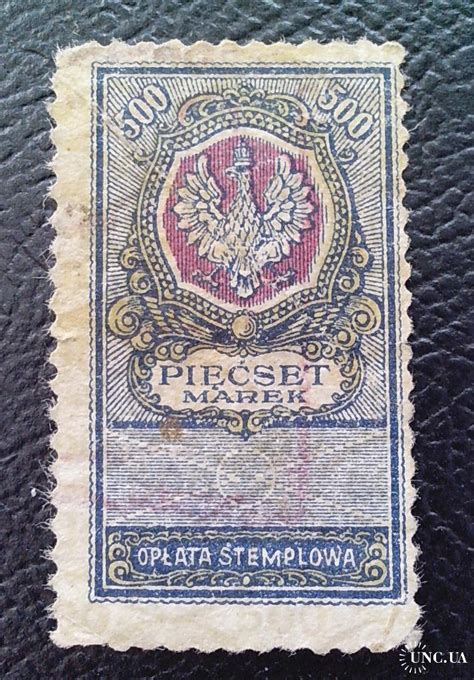 500 500
PIĘCSET
MAREK
OPŁATA STEMPLOWA
UNC.UA